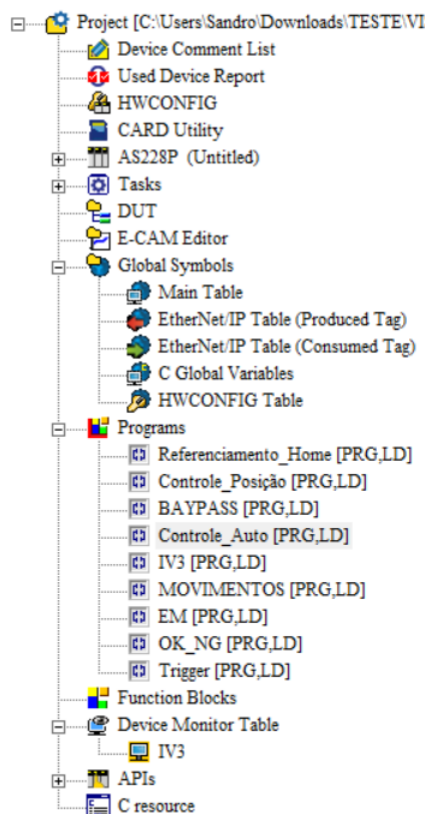 Project [C:\Users\Sandro\Downloads\TESTE\VI
Device Comment List
Used Device Report
HWCONFIG
CARD Utility
AS228P (Untitled)
Tasks
DUT
E-CAM Editor
Global Symbols
Main Table
EtherNet/IP Table (Produced Tag)
EtherNet/IP Table (Consumed Tag)
C Global Variables
HWCONFIG Table
Programs
Referenciamento_Home [PRG,LD]
Controle_Posição [PRG,LD]
BAYPASS [PRG,LD]
Controle_Auto [PRG,LD]
IV3 [PRG,LD]
MOVIMENTOS [PRG,LD]
EM [PRG,LD]
OK_NG [PRG,LD]
Trigger [PRG,LD]
Function Blocks
Device Monitor Table
IV3
APIs
C resource